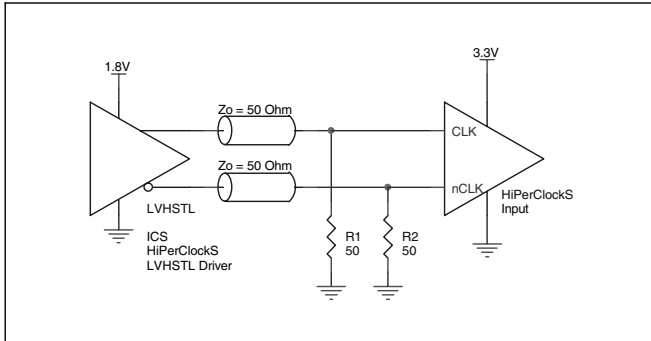 1.8V
3.3V
Zo = 50 Ohm
CLK
Zo = 50 Ohm
nCLK
HiPerClockS
Input
LVHSTL
ICS
HiPerClockS
LVHSTL Driver
R1
50
R2
50